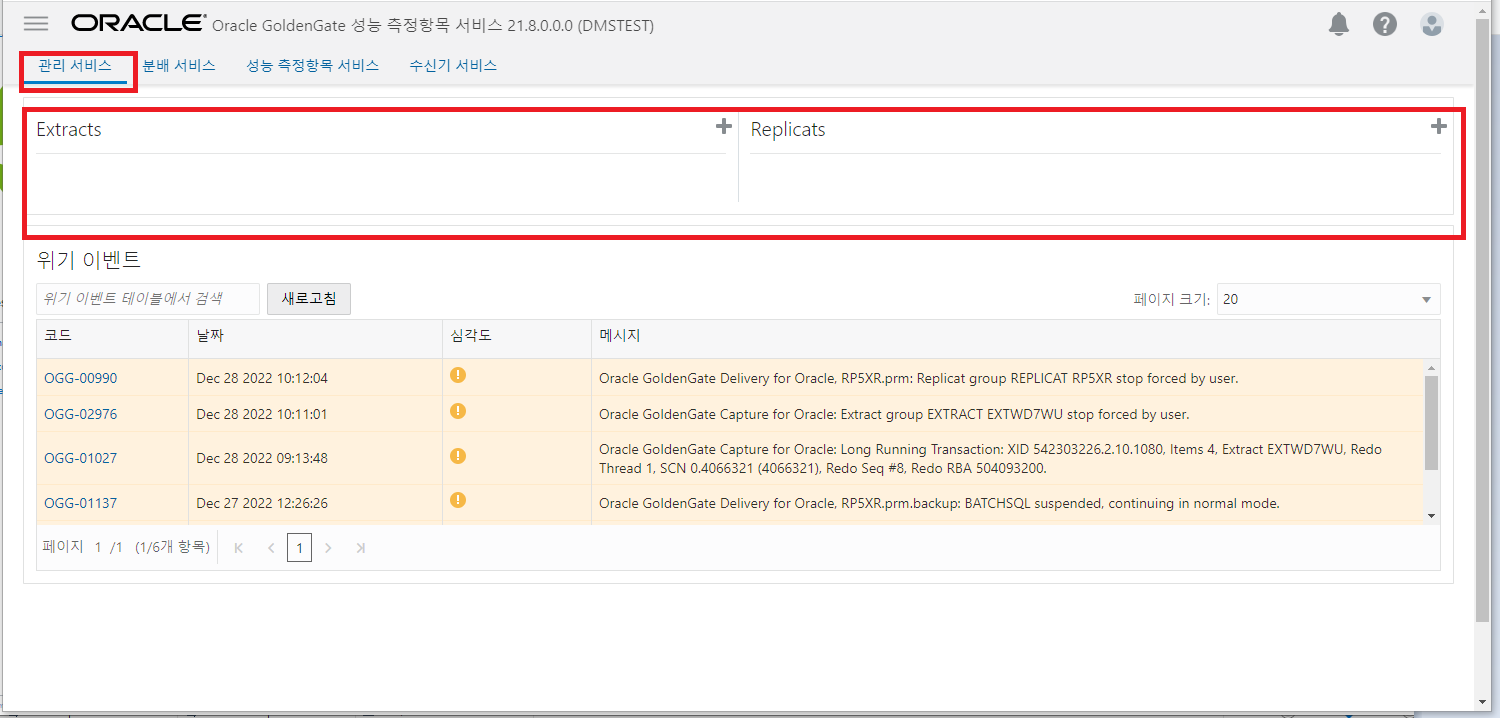 ORACLE® Oracle GoldenGate 성능 측정항목 서비스 21.8.0.0.0 (DMSTEST)
관리 서비스 분배 서비스 성능 측정항목 서비스 수신기 서비스
Extracts
Replicats
위기 이벤트
위기 이벤트 테이블에서 검색 새로고침 페이지 크기: 20
코드 날짜 심각도 메시지
OGG-00990 Dec 28 2022 10:12:04 Oracle GoldenGate Delivery for Oracle, RP5XR.prm: Replicat group REPLICAT RP5XR stop forced by user.
OGG-02976 Dec 28 2022 10:11:01 Oracle GoldenGate Capture for Oracle: Extract group EXTRACT EXTWD7WU stop forced by user.
OGG-01027 Dec 28 2022 09:13:48 Oracle GoldenGate Capture for Oracle: Long Running Transaction: XID 542303226.2.10.1080, Items 4, Extract EXTWD7WU, Redo
Thread 1, SCN 0.4066321 (4066321), Redo Seq #8, Redo RBA 504093200.
OGG-01137 Dec 27 2022 12:26:26 Oracle GoldenGate Delivery for Oracle, RP5XR.prm.backup: BATCHSQL suspended, continuing in normal mode.
페이지 1 /1 (1/6개 항목) 1